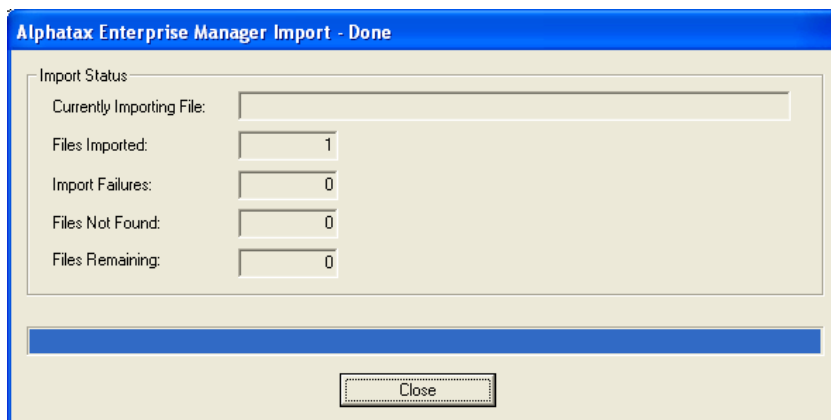 Alphatax Enterprise Manager Import - Done
Import Status
Currently Importing File:
Files Imported: 1
Import Failures: 0
Files Not Found: 0
Files Remaining: 0
Close